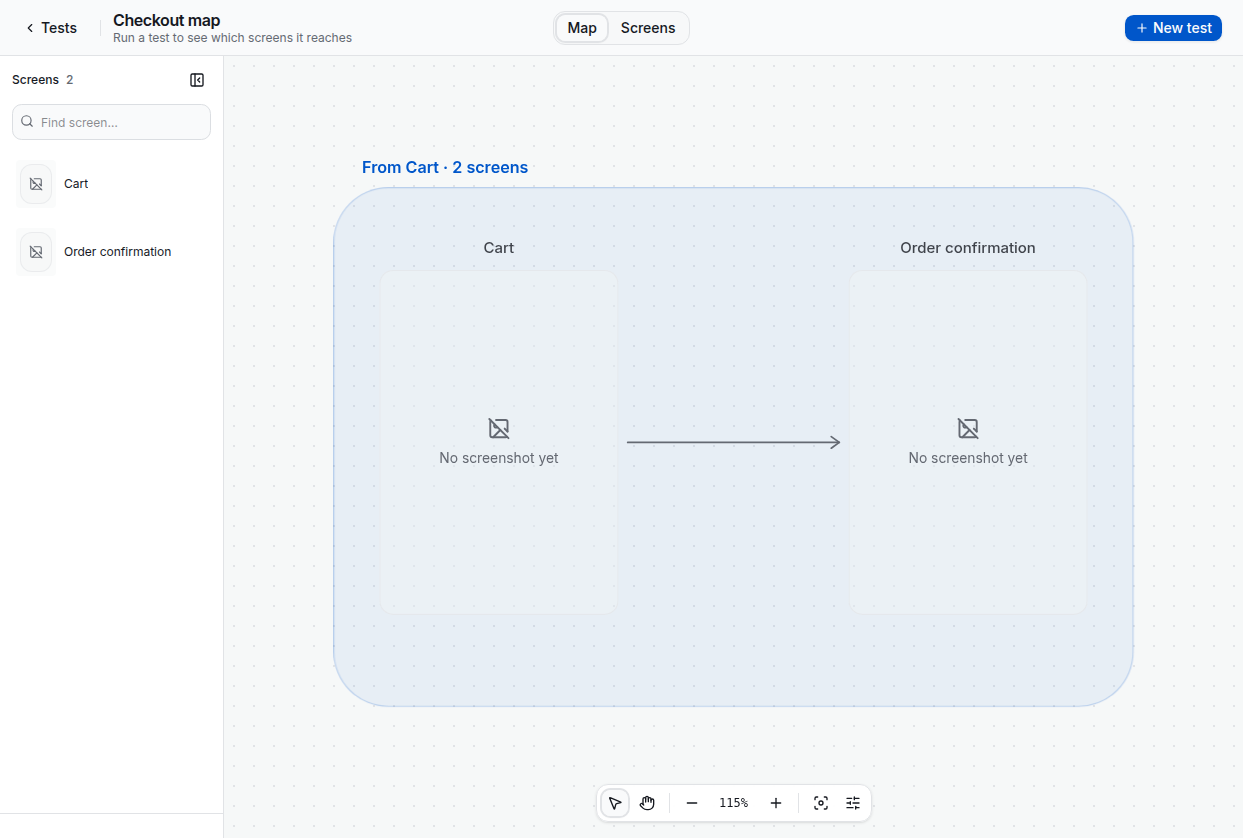 Tests
Checkout map
Run a test to see which screens it reaches
Map
Screens
New test
Screens 2
Find screen...
Cart
Order confirmation
From Cart · 2 screens
Cart
Order confirmation
No screenshot yet
No screenshot yet
115%